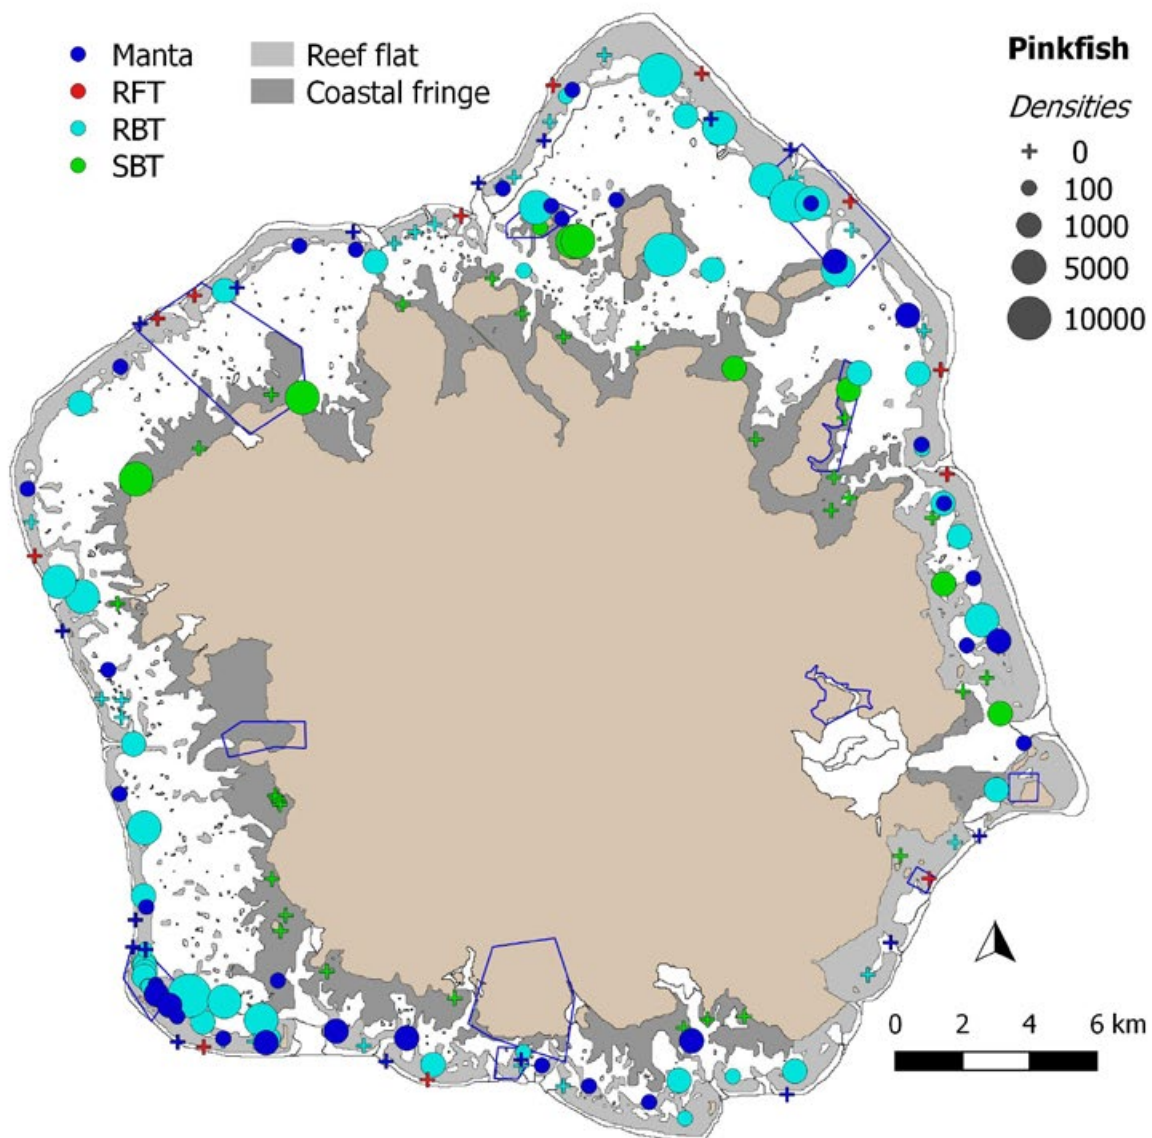 Manta
RFT
RBT
SBT
Reef flat
Coastal fringe
Pinkfish
Densities
0
100
1000
5000
10000
0 2 4 6 km